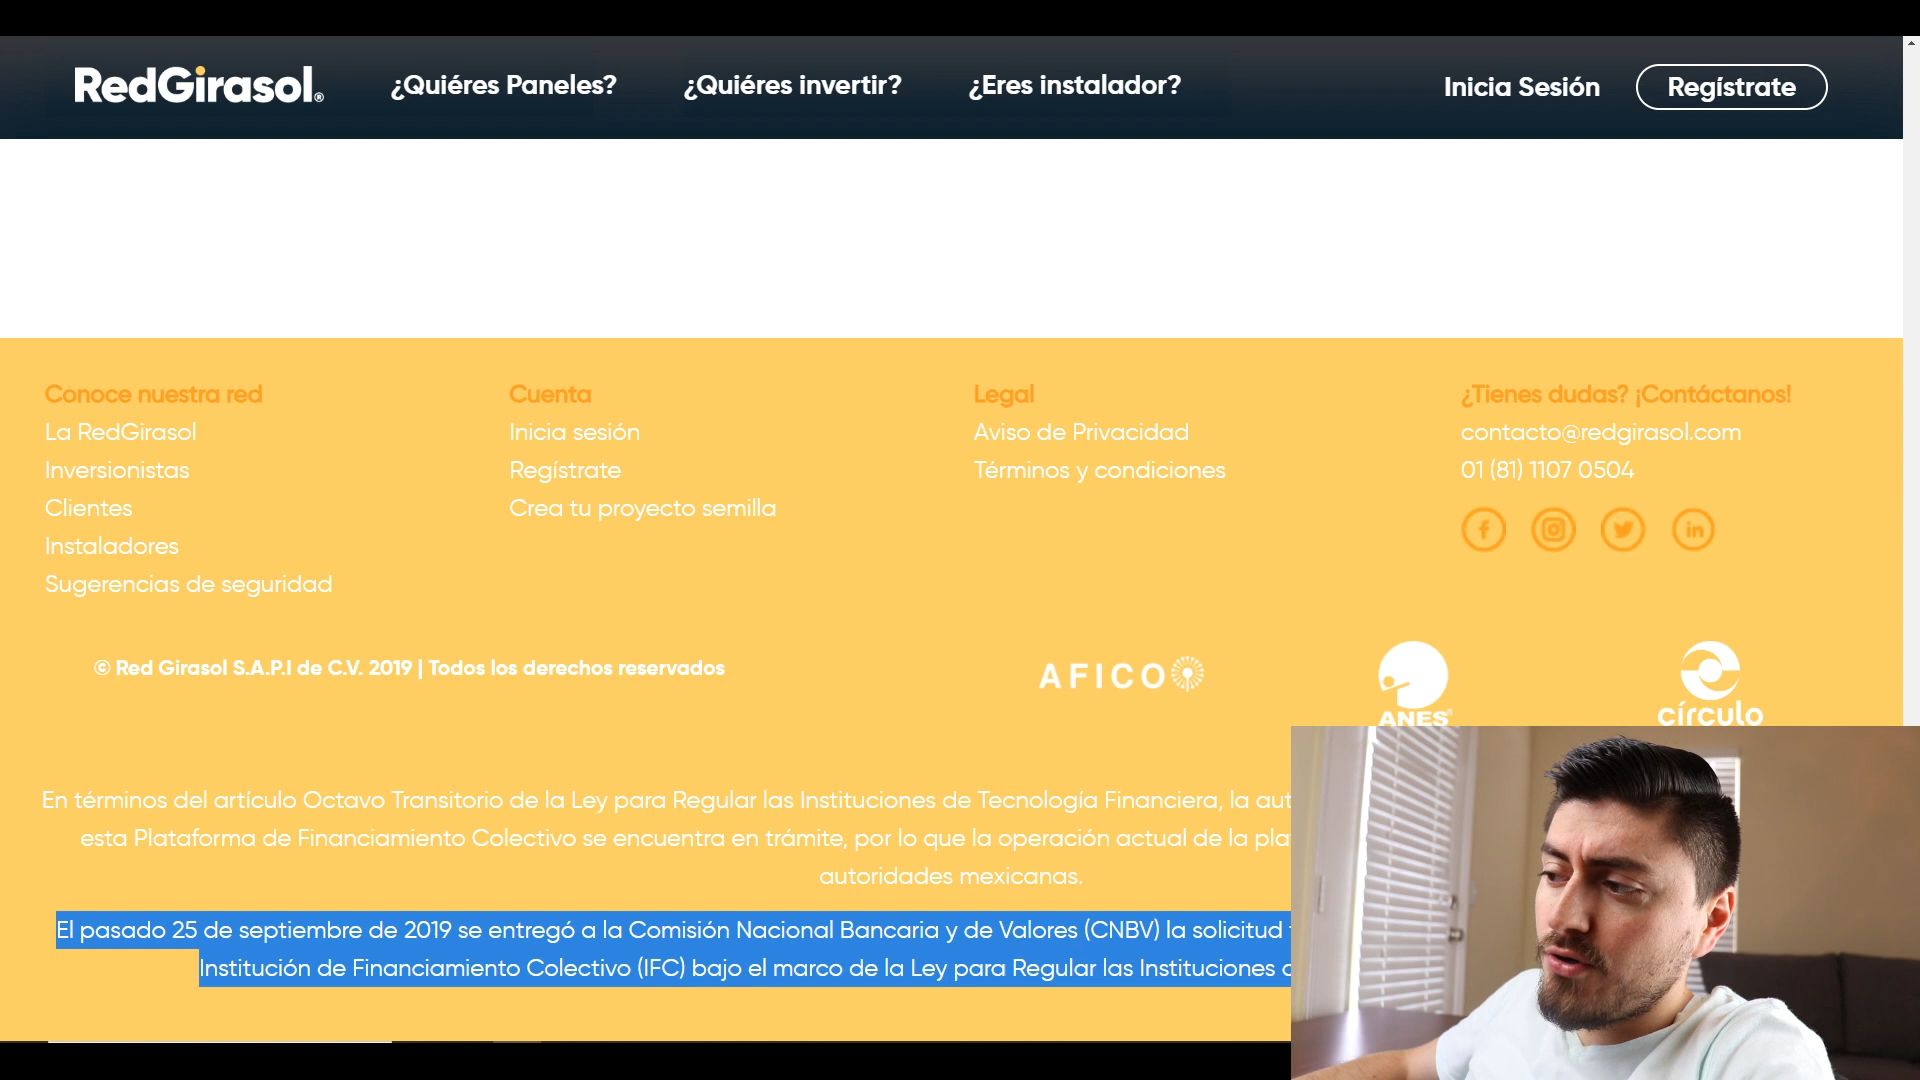 RedGirasol®
¿Quiéres Paneles?
¿Quiéres invertir?
¿Eres instalador?
Inicia Sesión
Regístrate
Conoce nuestra red
La RedGirasol
Inversionistas
Clientes
Instaladores
Sugerencias de seguridad
Cuenta
Inicia sesión
Regístrate
Crea tu proyecto semilla
Legal
Aviso de Privacidad
Términos y condiciones
¿Tienes dudas? ¡Contáctanos!
contacto@redgirasol.com
01 (81) 1107 0504
© Red Girasol S.A.P.I de C.V. 2019 | Todos los derechos reservados
AFICO
ANES®
círculo
En términos del artículo Octavo Transitorio de la Ley para Regular las Instituciones de Tecnología Financiera, la
esta Plataforma de Financiamiento Colectivo se encuentra en trámite, por lo que la operación actual de la
autoridades mexicanas.
El pasado 25 de septiembre de 2019 se entregó a la Comisión Nacional Bancaria y de Valores (CNBV) la solicitud
Institución de Financiamiento Colectivo (IFC) bajo el marco de la Ley para Regular las Instituciones